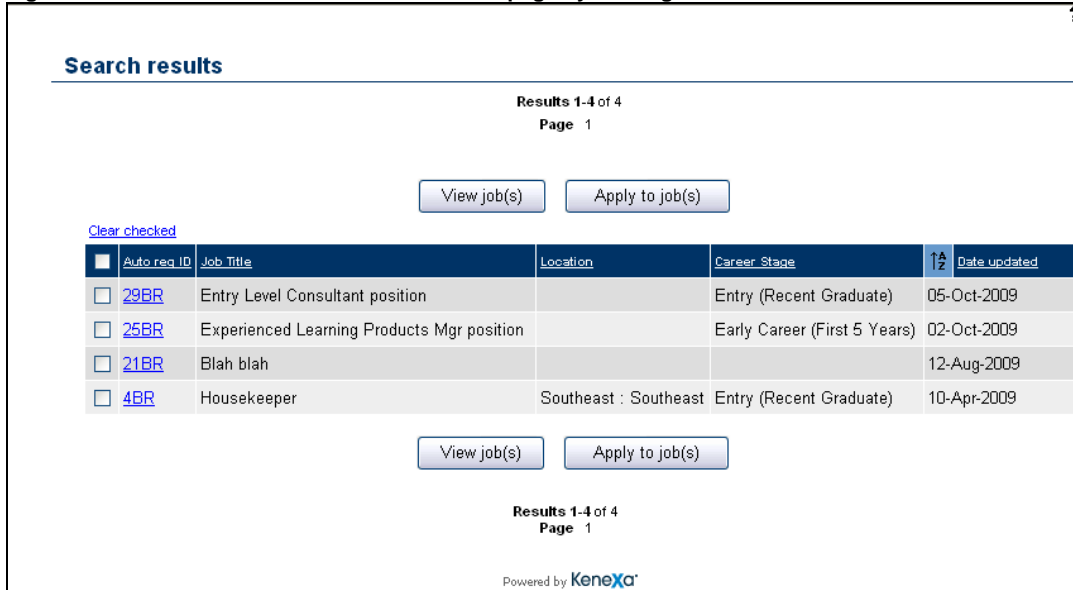 Search results
Results 1-4 of 4
Page 1
View job(s) Apply to job(s)
Clear checked
Auto req ID Job Title Location Career Stage Date updated
29BR Entry Level Consultant position Entry (Recent Graduate) 05-Oct-2009
25BR Experienced Learning Products Mgr position Early Career (First 5 Years) 02-Oct-2009
21BR Blah blah 12-Aug-2009
4BR Housekeeper Southeast : Southeast Entry (Recent Graduate) 10-Apr-2009
View job(s) Apply to job(s)
Results 1-4 of 4
Page 1
Powered by Kenexa